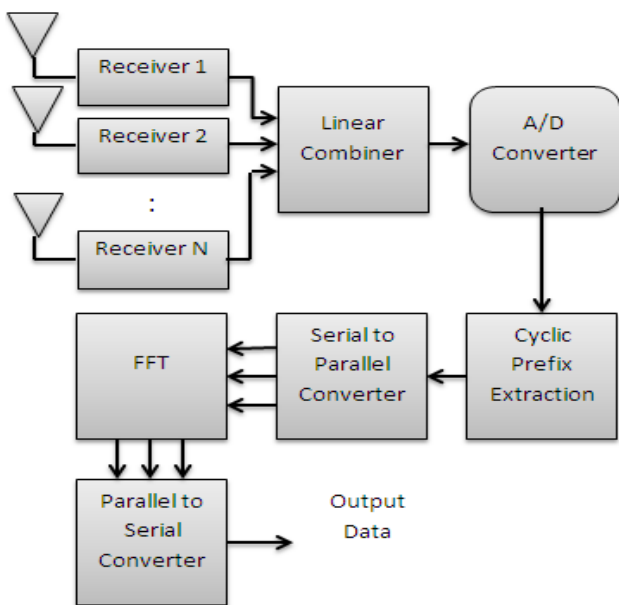 Receiver 1
Receiver 2
:
Receiver N
Linear
Combiner
A/D
Converter
Cyclic
Prefix
Extraction
Serial to
Parallel
Converter
FFT
Parallel to
Serial
Converter
Output
Data